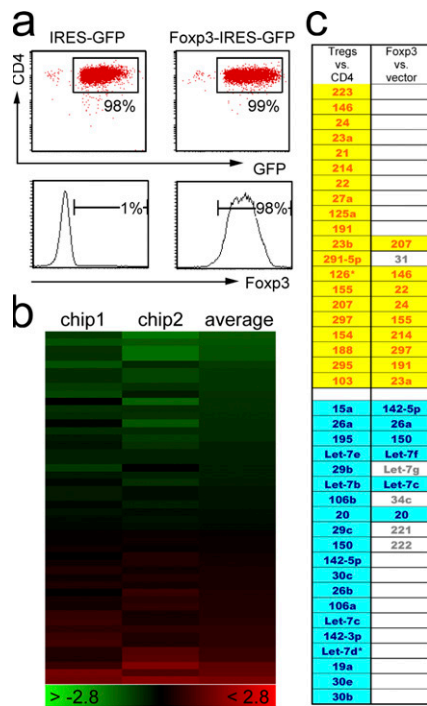 a
IRES-GFP
Foxp3-IRES-GFP
CD4
98%
99%
GFP
1%
98%
Foxp3
b
chip1 chip2 average
> -2.8 < 2.8
c
Tregs vs. CD4 Foxp3 vs. vector
223
146
24
23a
21
214
22
27a
125a
191
23b 207
291-5p 31
126* 146
155 22
207 24
297 155
154 214
188 297
295 191
103 23a
15a 142-5p
26a 26a
195 150
Let-7e Let-7f
29b Let-7g
Let-7b Let-7c
106b 34c
20 20
29c 221
150 222
142-5p
30c
26b
106a
Let-7c
142-3p
Let-7d*
19a
30e
30b